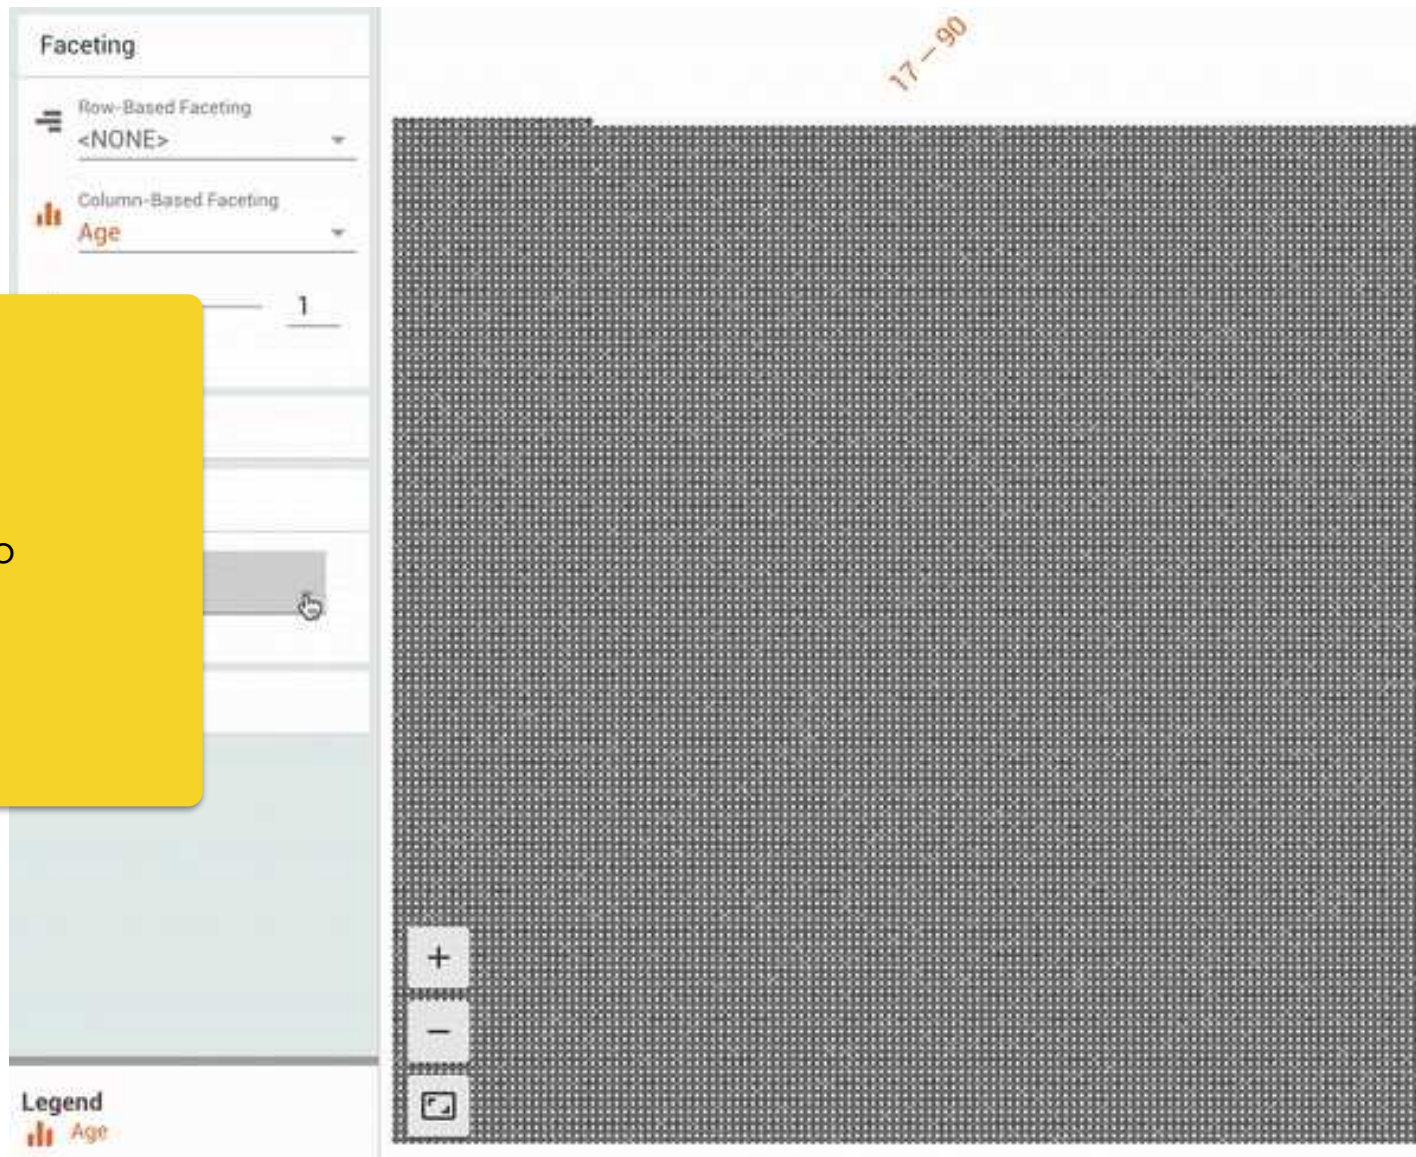 Faceting
17 – 90
Row-Based Faceting
<NONE>
Column-Based Faceting
Age
1
+
−
Legend
Age